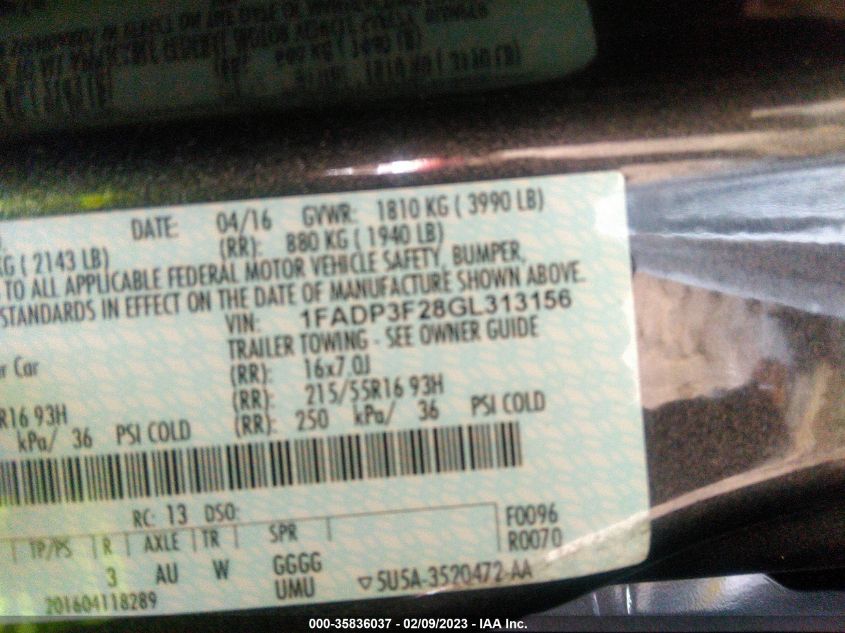 DATE: 04/16 GVWR: 1810 KG ( 3990 LB)
KG ( 2143 LB) (RR): 880 KG ( 1940 LB)
TO ALL APPLICABLE FEDERAL MOTOR VEHICLE SAFETY, BUMPER,
STANDARDS IN EFFECT ON THE DATE OF MANUFACTURE SHOWN ABOVE.
VIN: 1FADP3F28GL313156
TRAILER TOWING - SEE OWNER GUIDE
Car (RR): 16x7.0J
R16 93H (RR): 215/55R16 93H
kPa/ 36 PSI COLD (RR): 250 kPa/ 36 PSI COLD
RC: 13 DSO: F0096
TP/PS R AXLE TR SPR R0070
3 AU W GGGG
UMU 5U5A-3520472-AA
201604118289
000-35836037 - 02/09/2023 - IAA Inc.